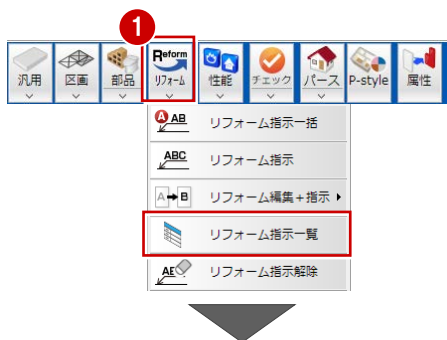 1
Reform
汎用 区画 部品 リフォーム 性能 チェック パース P-style 属性
A AB リフォーム指示一括
ABC リフォーム指示
A B リフォーム編集+指示
リフォーム指示一覧
AE リフォーム指示解除